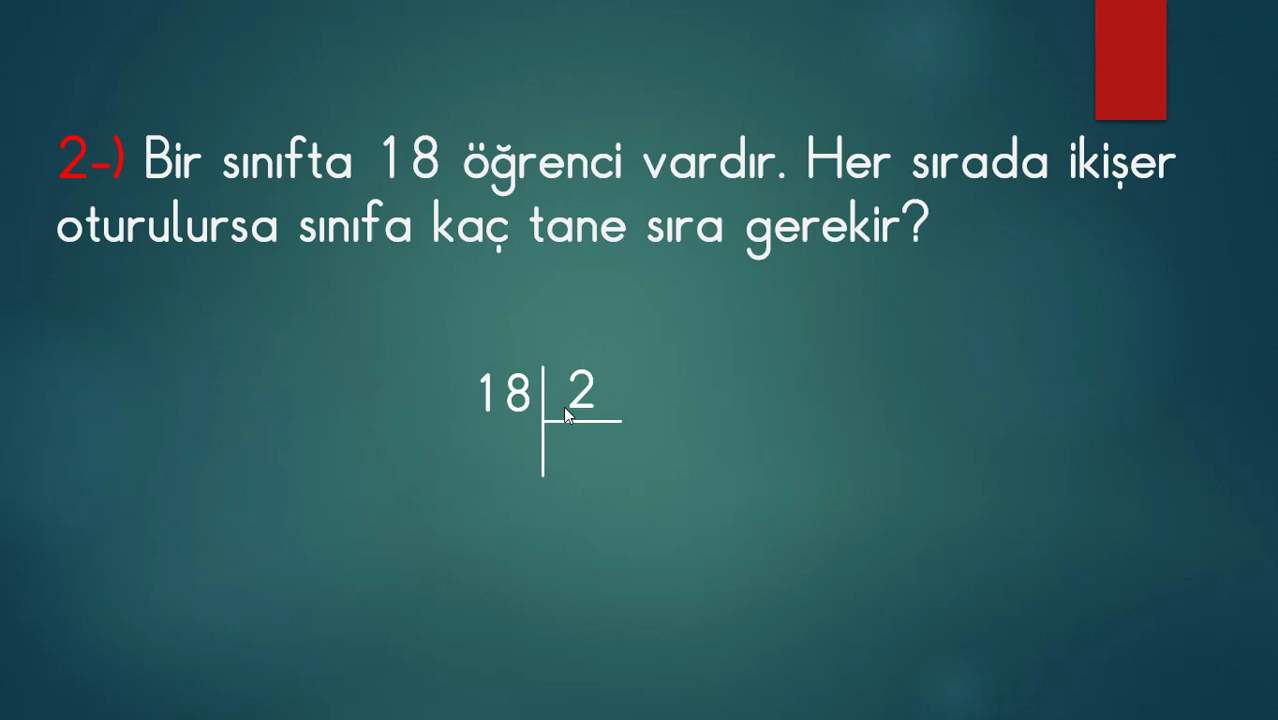 2-) Bir sınıfta 18 öğrenci vardır. Her sırada ikişer
oturulursa sınıfa kaç tane sıra gerekir?
18 2